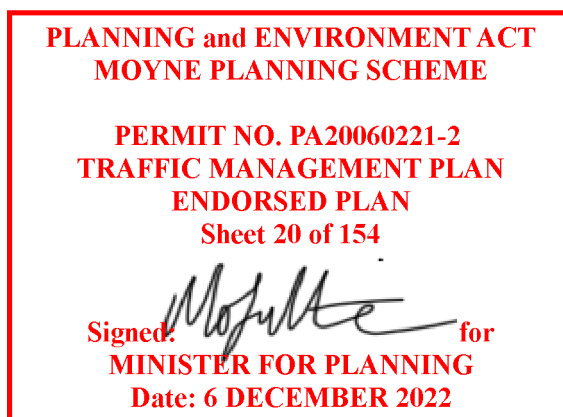 PLANNING and ENVIRONMENT ACT
MOYNE PLANNING SCHEME
PERMIT NO. PA20060221-2
TRAFFIC MANAGEMENT PLAN
ENDORSED PLAN
Sheet 20 of 154
Signed: for
MINISTER FOR PLANNING
Date: 6 DECEMBER 2022